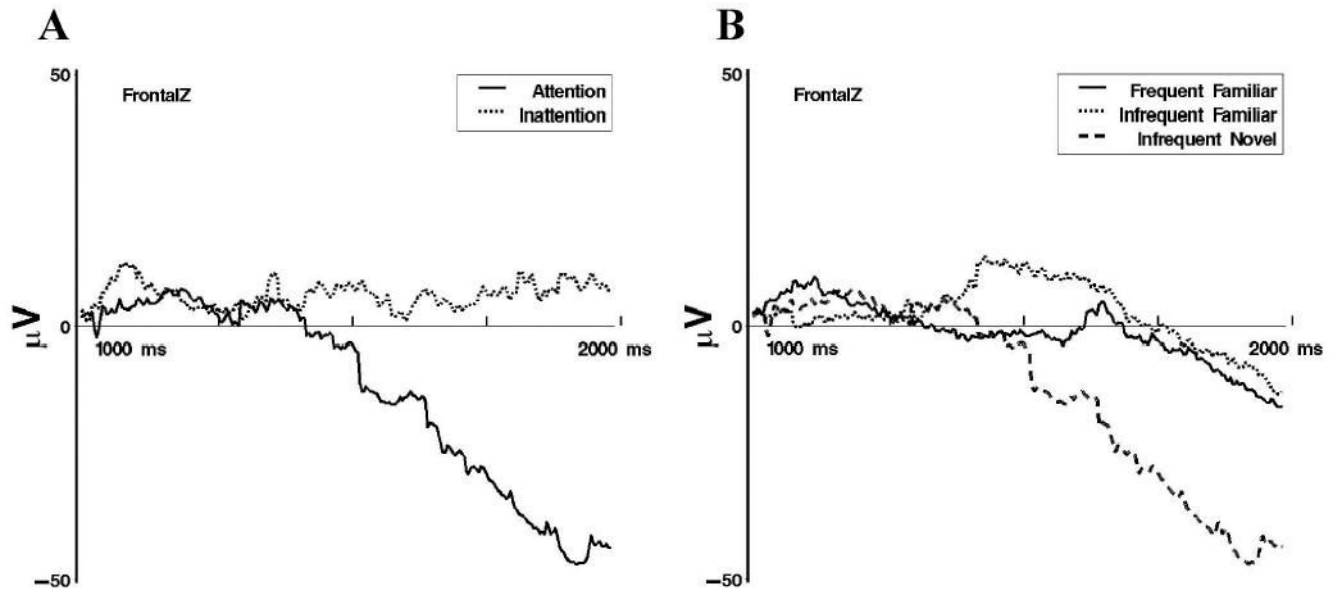 A
50
FrontalZ
Attention
Inattention
μV
0
1000 ms
2000 ms
−50
B
50
FrontalZ
Frequent Familiar
Infrequent Familiar
Infrequent Novel
μV
0
1000 ms
2000 ms
−50